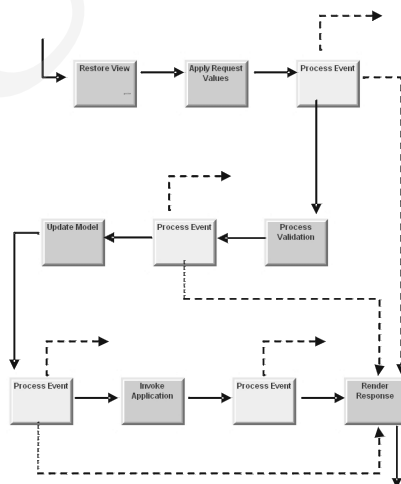 Restore View
Apply Request
Values
Process Event
Update Model
Process Event
Process
Validation
Process Event
Invoke
Application
Process Event
Render
Response